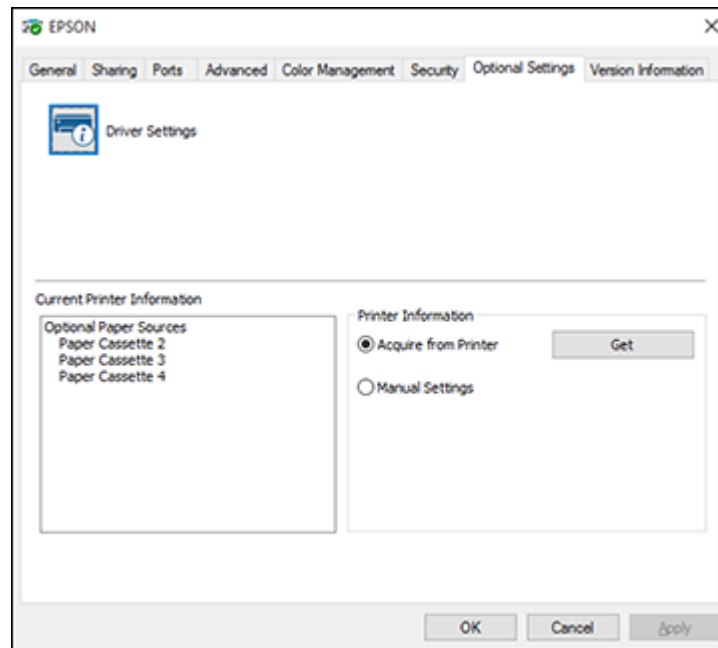 EPSON
General Sharing Ports Advanced Color Management Security Optional Settings Version Information
Driver Settings
Current Printer Information
Optional Paper Sources
Paper Cassette 2
Paper Cassette 3
Paper Cassette 4
Printer Information
Acquire from Printer Get
Manual Settings
OK Cancel Apply